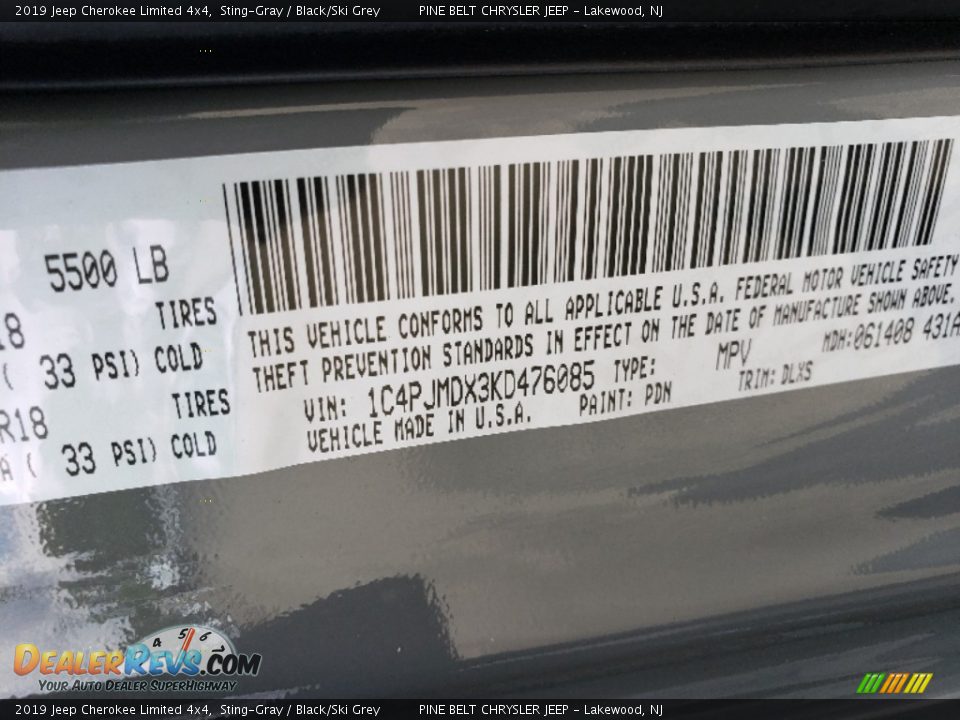 2019 Jeep Cherokee Limited 4x4,  Sting-Gray / Black/Ski Grey    PINE BELT CHRYSLER JEEP - Lakewood, NJ
5500 LB
TIRES
( 33 PSI) COLD
R18 TIRES
A ( 33 PSI) COLD
THIS VEHICLE CONFORMS TO ALL APPLICABLE U.S.A. FEDERAL MOTOR VEHICLE SAFETY
THEFT PREVENTION STANDARDS IN EFFECT ON THE DATE OF MANUFACTURE SHOWN ABOVE.
VIN: 1C4PJMDX3KD476085 TYPE: MPV MDH:061408 431A
VEHICLE MADE IN U.S.A. PAINT: PDN TRIM: DLXS
4 5 6
DEALERREVS.COM
YOUR AUTO DEALER SUPERHIGHWAY
2019 Jeep Cherokee Limited 4x4,  Sting-Gray / Black/Ski Grey    PINE BELT CHRYSLER JEEP - Lakewood, NJ